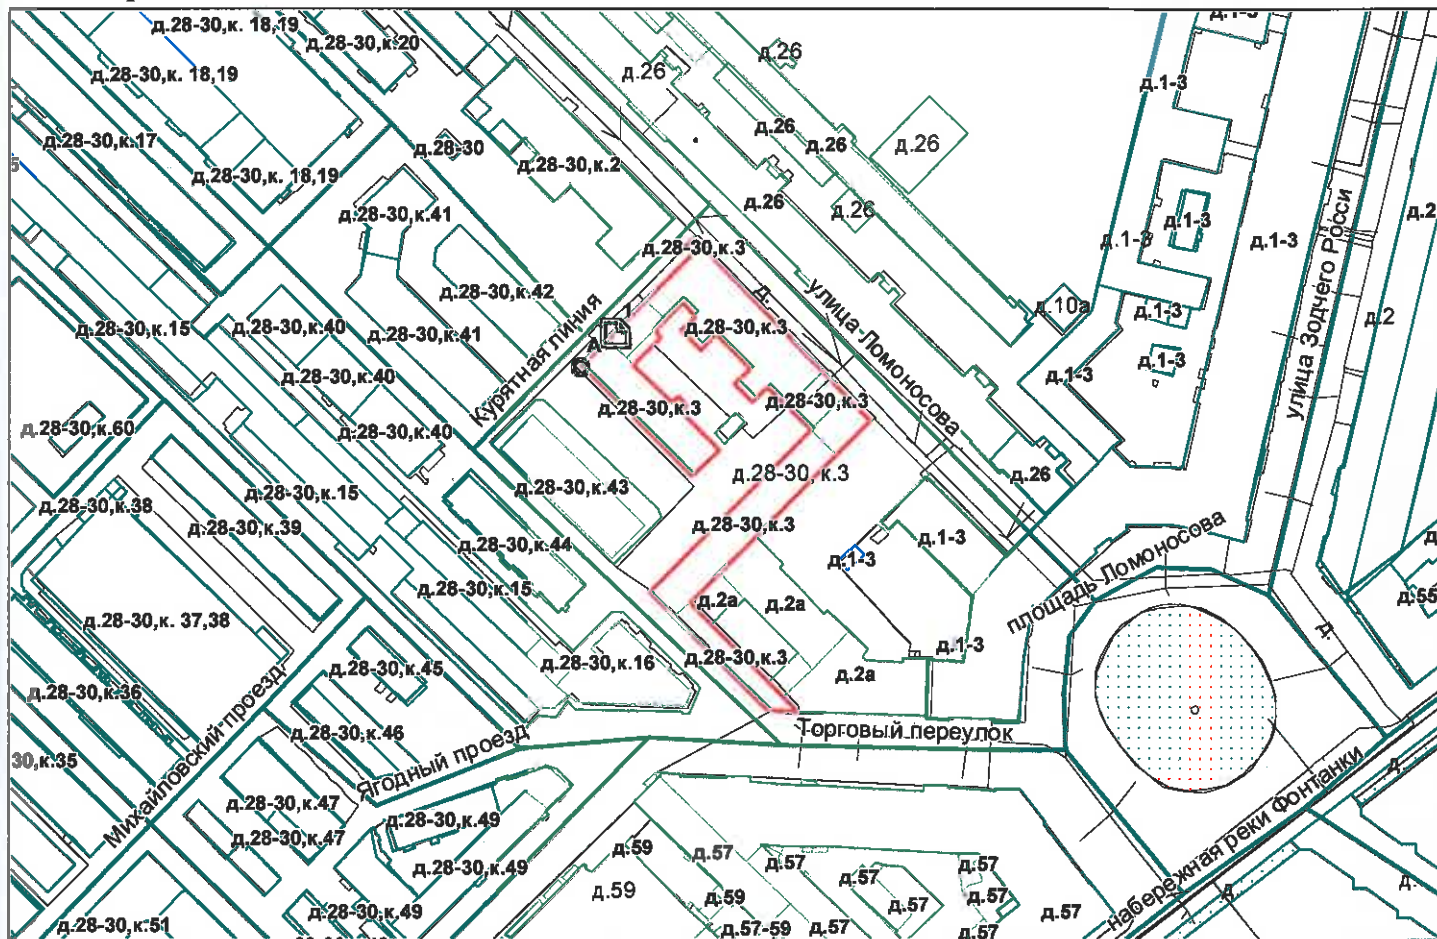 д.28-30,к. 18,19
д.28-30,к.20
д.26
д.26
д.1-3
д.28-30,к. 18,19
д.1-3
д.28-30,к.17
д.28-30
д.28-30,к.2
д.26
д.26
д.26
д.28-30,к. 18,19
д.28-30,к.41
д.26
д.26
д.1-3
д.1-3
д.1-3
д.28-30,к.3
д.28-30,к.42
д.
улица Ломоносова
д.10а
д.1-3
улица Зодчего Росси
д.2
д.28-30,к.15
д.28-30,к.40
д.28-30,к.41
Курятная линия
1
А
д.28-30,к.3
д.1-3
д.1-3
д.28-30,к.40
д.28-30,к.3
д.28-30,к.3
д.28-30,к.60
д.28-30,к.40
д.28-30,к.15
д.28-30,к.43
д.28-30, к.3
д.26
д.28-30,к.38
д.28-30,к.39
д.28-30,к.44
д.28-30,к.3
д.1-3
д.1-3
площадь Ломоносова
д.28-30,к.15
д.2а
д.2а
д.55
д.28-30,к. 37,38
д.
д.28-30,к.45
д.28-30,к.16
д.28-30,к.3
д.1-3
д.2а
д.28-30,к.36
Михайловский проезд
д.28-30,к.46
Ягодный проезд
Торговый переулок
30,к.35
д.28-30,к.47
д.28-30,к.47
д.28-30,к.49
д.28-30,к.49
набережная реки Фонтанки
д.
д.59
д.57
д.57
д.57
д.57
д.59
д.59
д.57
д.57
д.57
д.28-30,к.49
д.28-30,к.51
д.57-59
д.57
д.57
д.